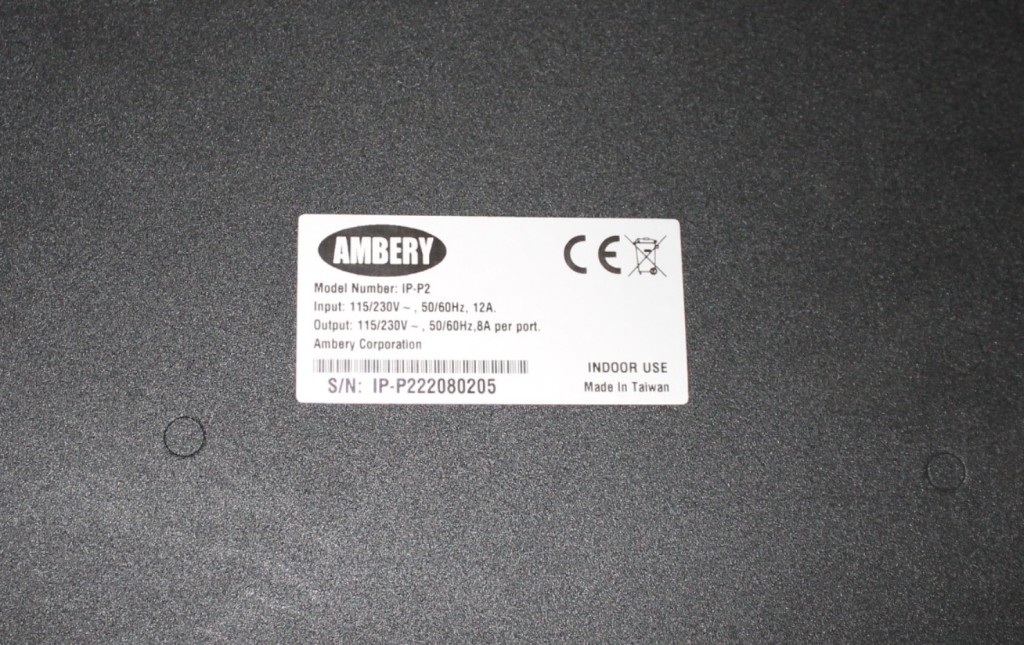 AMBERY
CE
Model Number: IP-P2
Input: 115/230V ~ , 50/60Hz, 12A.
Output: 115/230V ~ , 50/60Hz,8A per port.
Ambery Corporation
S/N: IP-P222080205
INDOOR USE
Made In Taiwan